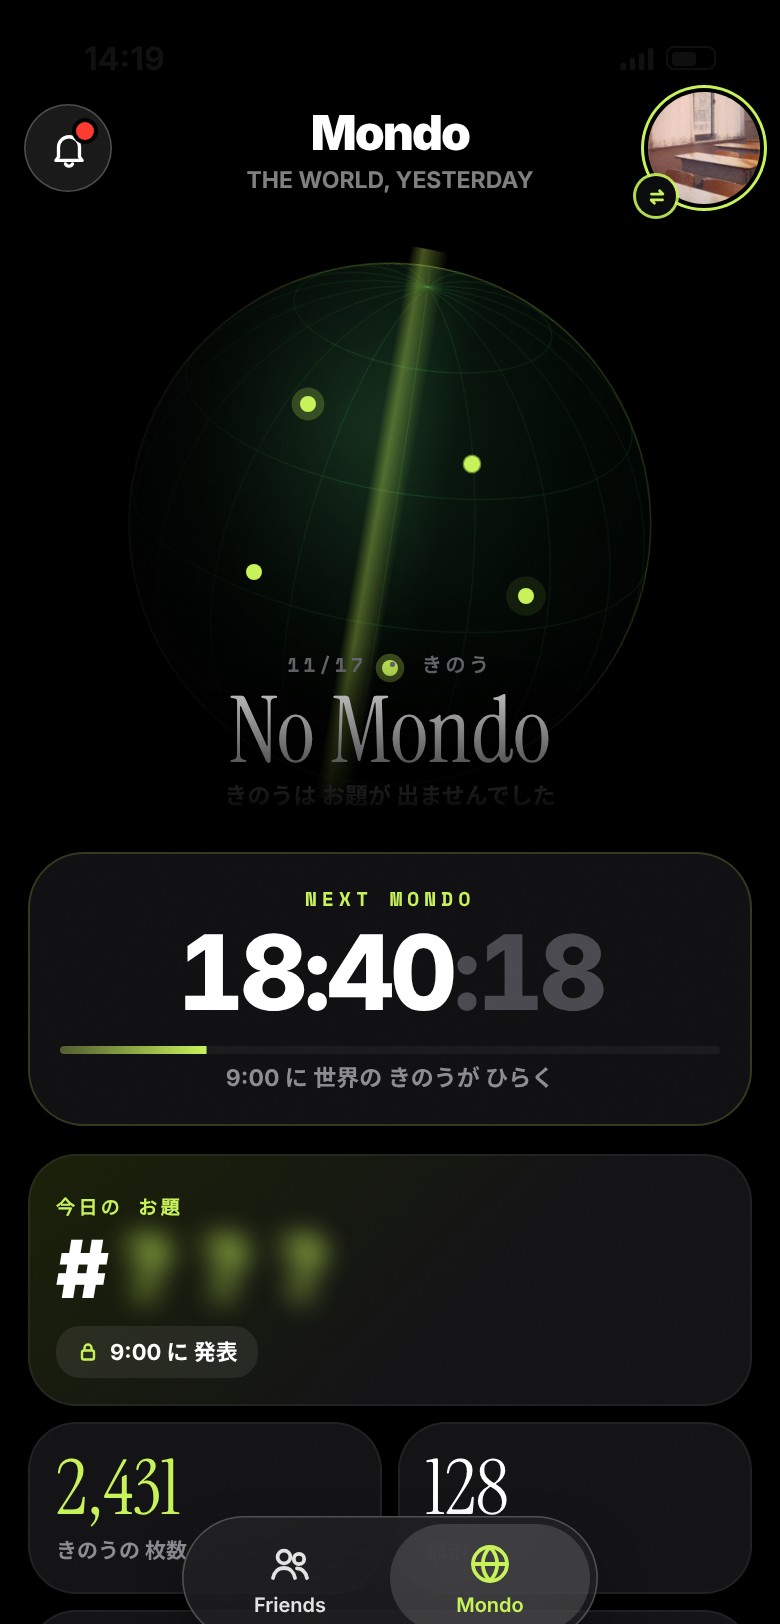 14:19
Mondo
THE WORLD, YESTERDAY
11/17 きのう
No Mondo
きのうは お題が 出ませんでした
NEXT MONDO
18:40:18
9:00 に 世界の きのうが ひらく
今日の お題
#
9:00 に 発表
2,431
128
きのうの 枚数
Friends
Mondo